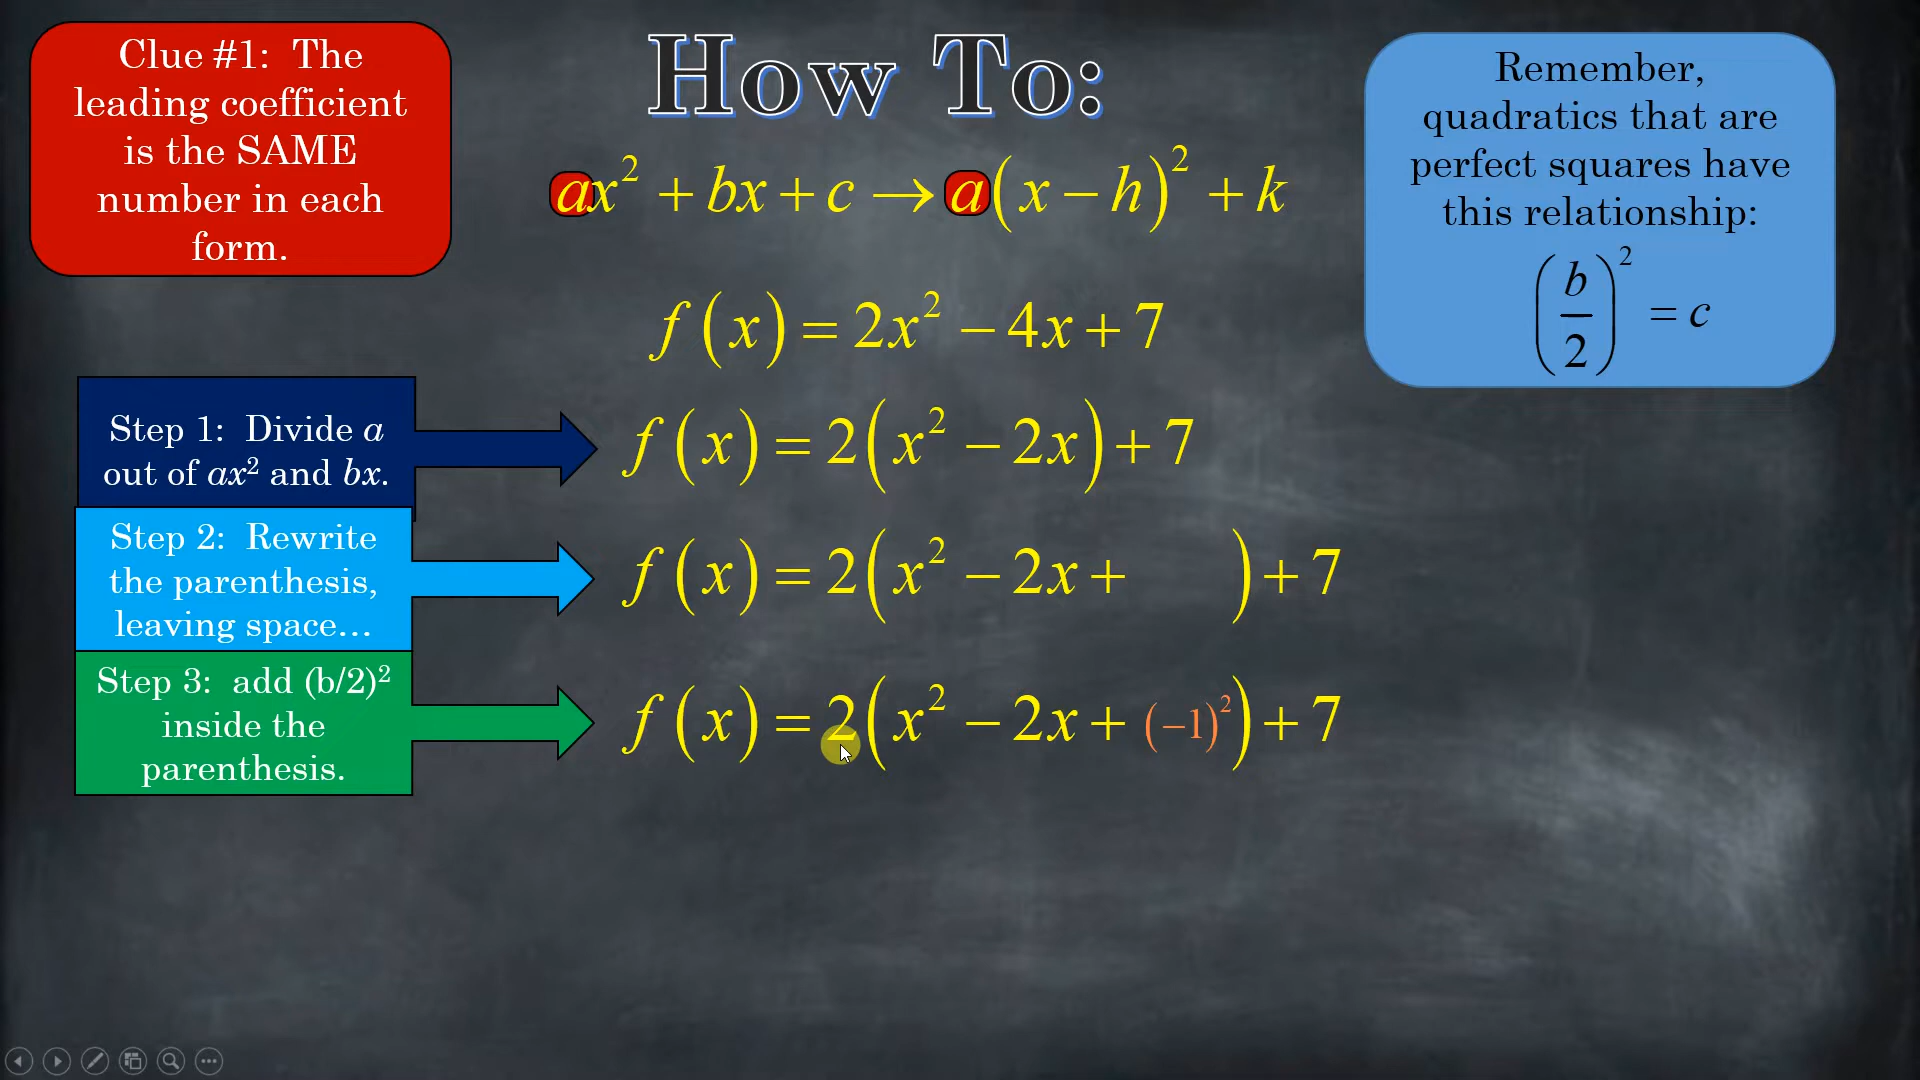 Clue #1: The
leading coefficient
is the SAME
number in each
form.
How To:
ax² + bx + c → a(x − h)² + k
Remember,
quadratics that are
perfect squares have
this relationship:
(b/2)² = c
f(x) = 2x² − 4x + 7
Step 1: Divide a
out of ax² and bx.
f(x) = 2(x² − 2x) + 7
Step 2: Rewrite
the parenthesis,
leaving space...
f(x) = 2(x² − 2x +      ) + 7
Step 3: add (b/2)²
inside the
parenthesis.
f(x) = 2(x² − 2x + (−1)²) + 7